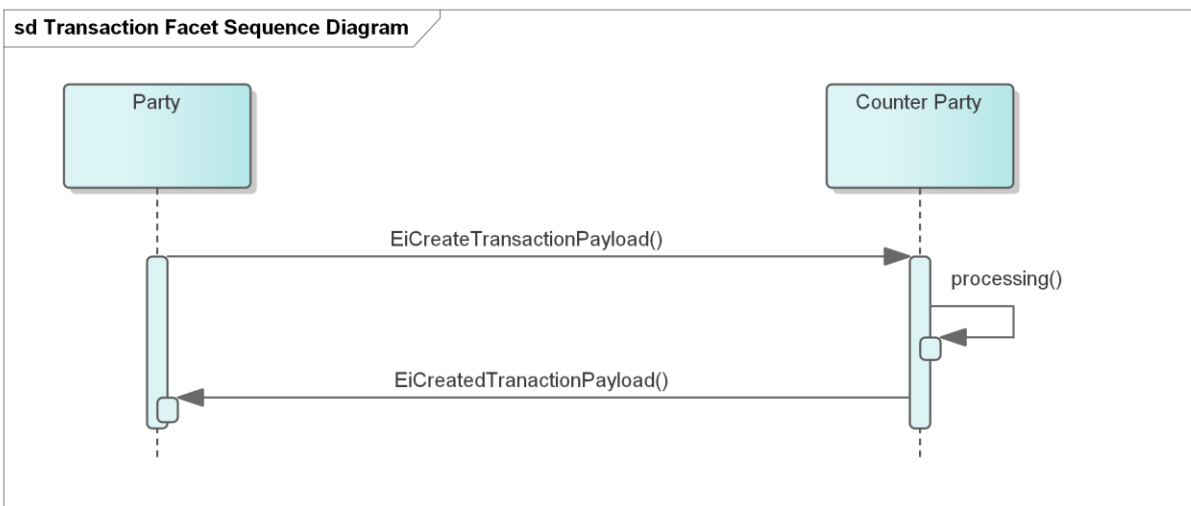 sd Transaction Facet Sequence Diagram
Party
Counter Party
EiCreateTransactionPayload()
processing()
EiCreatedTranactionPayload()